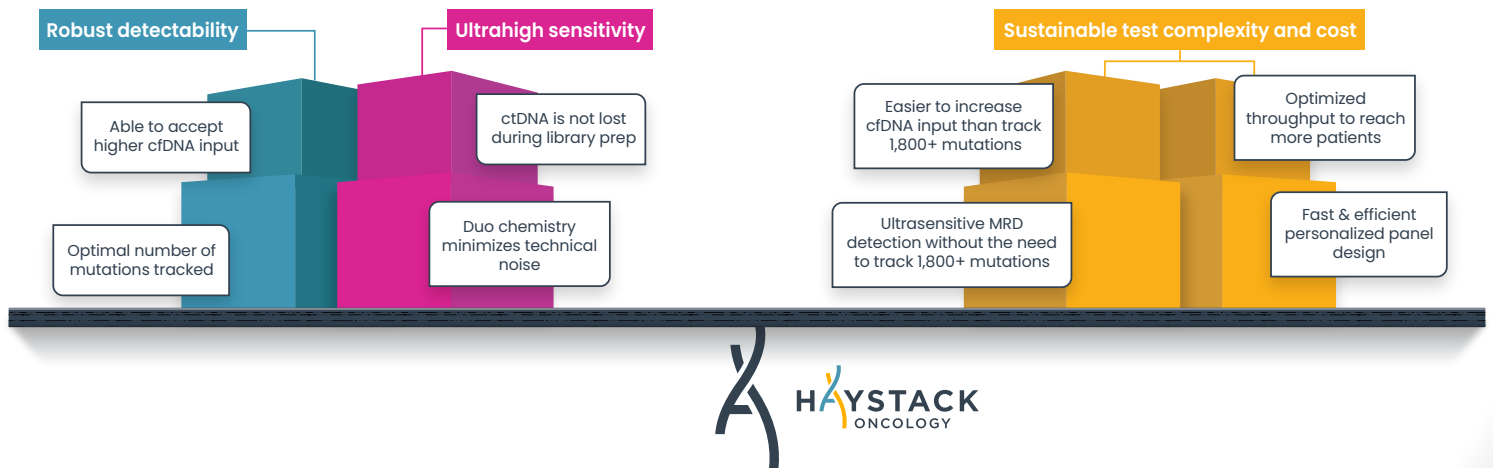 Robust detectability
Ultrahigh sensitivity
Sustainable test complexity and cost
Able to accept
higher cfDNA input
ctDNA is not lost
during library prep
Optimal number of
mutations tracked
Duo chemistry
minimizes technical
noise
Easier to increase
cfDNA input than track
1,800+ mutations
Optimized
throughput to reach
more patients
Ultrasensitive MRD
detection without the need
to track 1,800+ mutations
Fast & efficient
personalized panel
design
HAYSTACK
ONCOLOGY